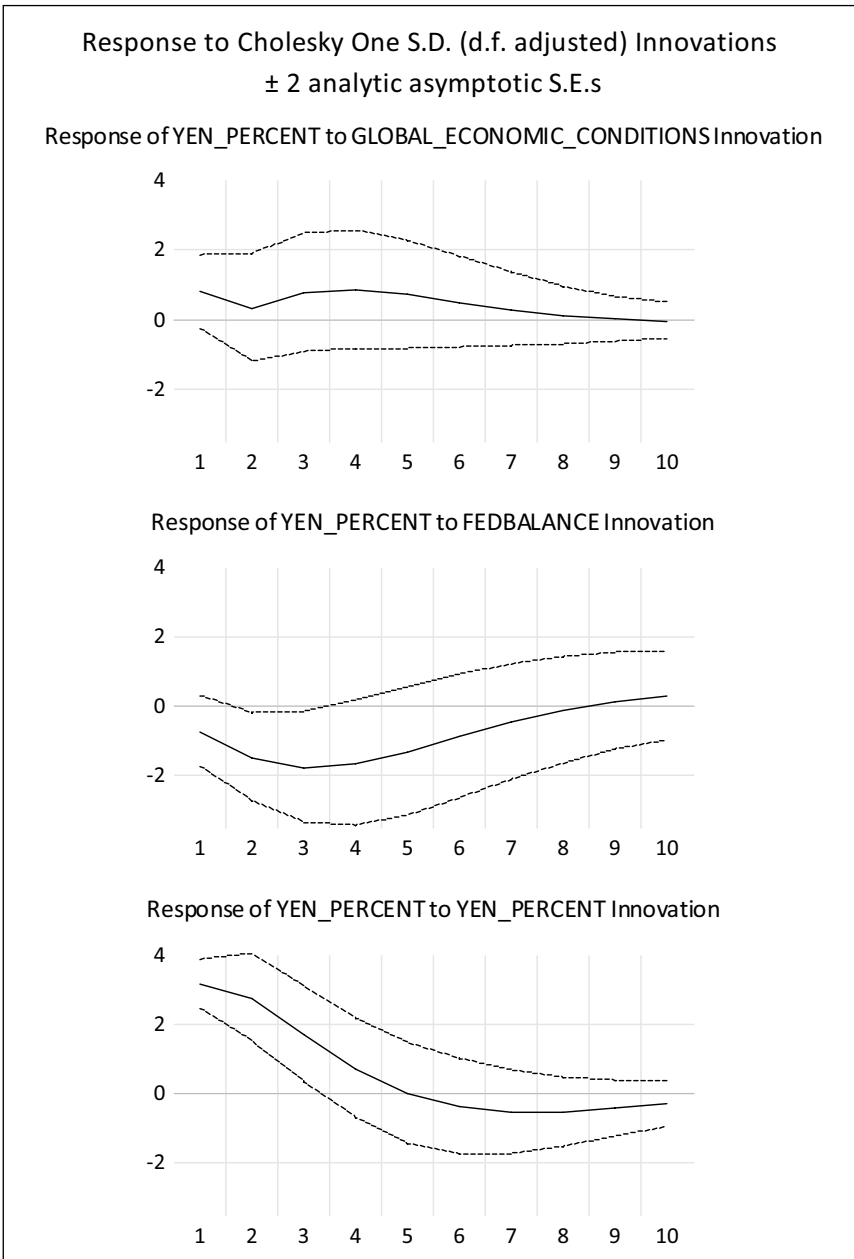 Response to Cholesky One S.D. (d.f. adjusted) Innovations
± 2 analytic asymptotic S.E.s
Response of YEN_PERCENT to GLOBAL_ECONOMIC_CONDITIONS Innovation
4
2
0
-2
1 2 3 4 5 6 7 8 9 10
Response of YEN_PERCENT to FEDBALANCE Innovation
4
2
0
-2
1 2 3 4 5 6 7 8 9 10
Response of YEN_PERCENT to YEN_PERCENT Innovation
4
2
0
-2
1 2 3 4 5 6 7 8 9 10